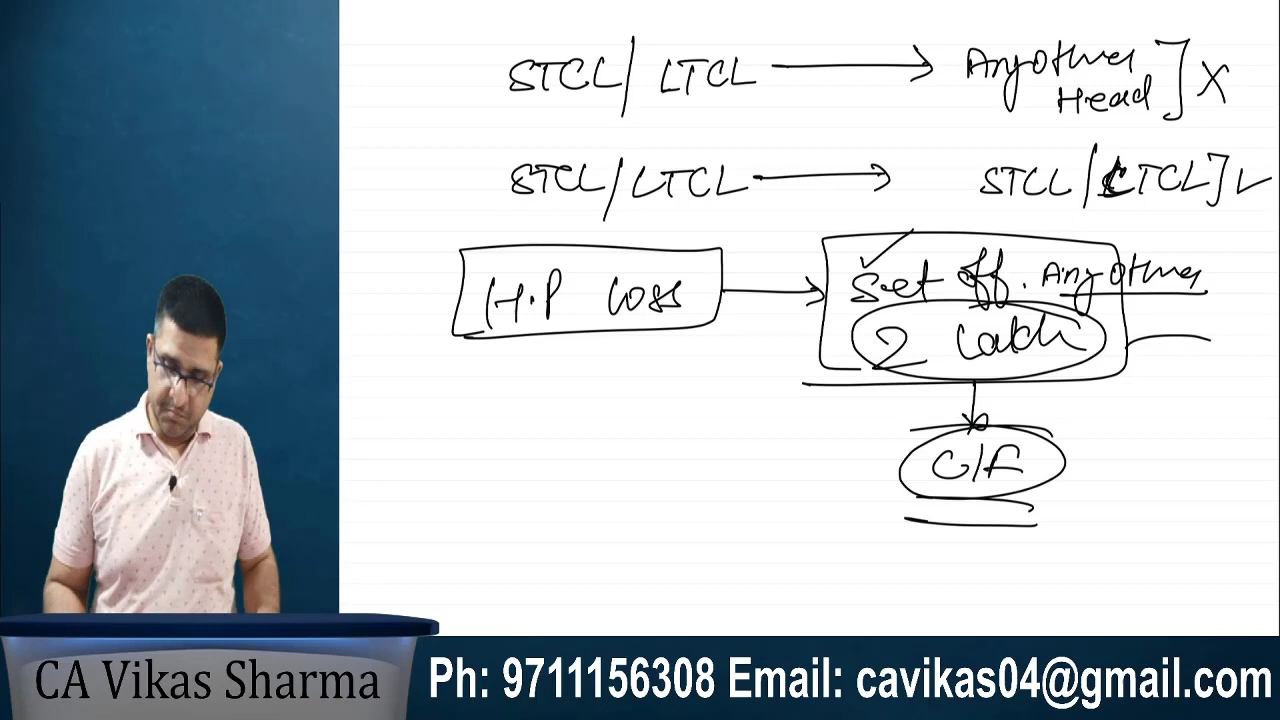 STCL/ LTCL → Any other Head ] X
STCL/LTCL → STCL/LTCL] ✓
H.P loss → ✓ Set off. Any other
2 Lakh
C/F
CA Vikas Sharma
Ph: 9711156308 Email: cavikas04@gmail.com